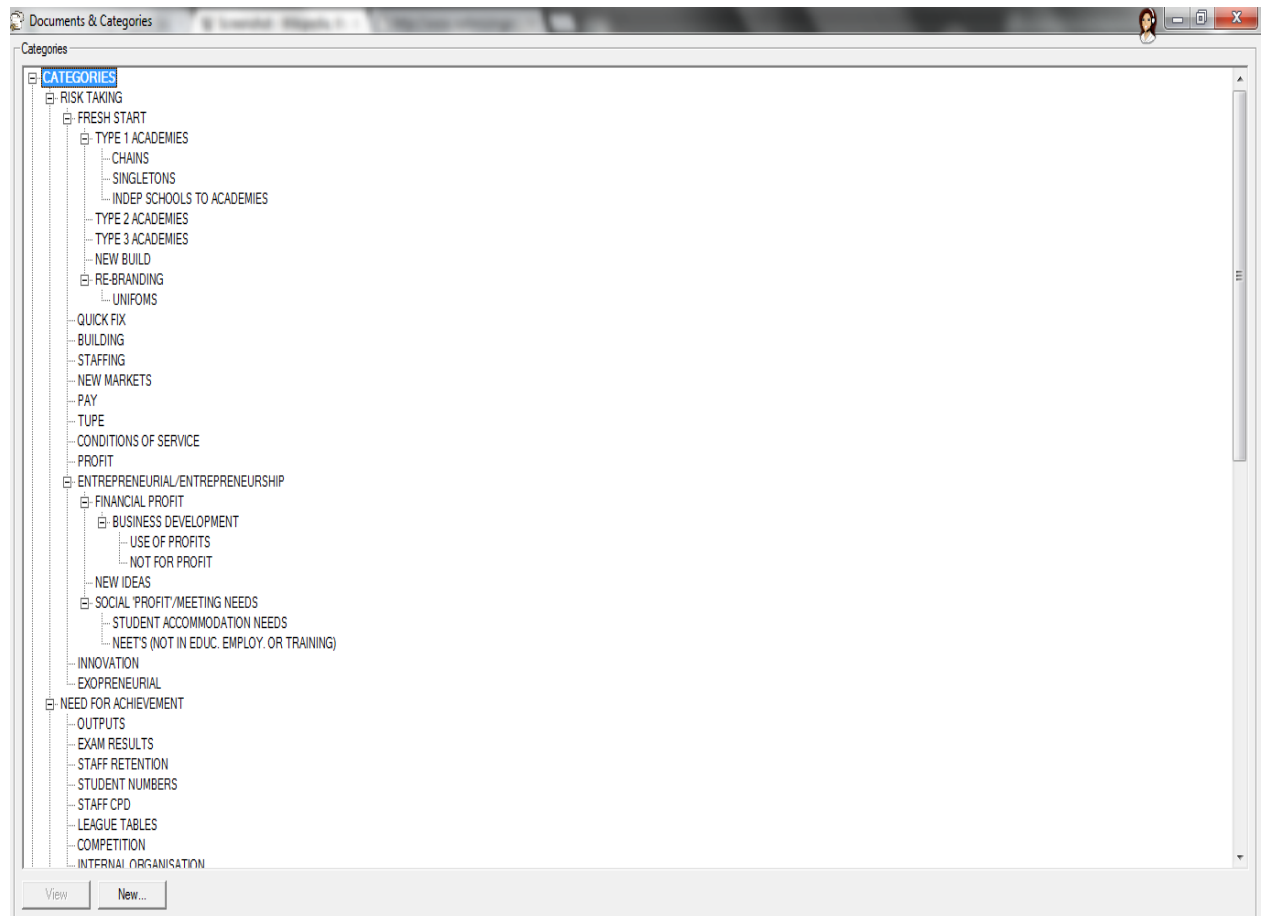 Documents & Categories
Categories
CATEGORIES
RISK TAKING
FRESH START
TYPE 1 ACADEMIES
CHAINS
SINGLETONS
INDEP SCHOOLS TO ACADEMIES
TYPE 2 ACADEMIES
TYPE 3 ACADEMIES
NEW BUILD
RE-BRANDING
UNIFOMS
QUICK FIX
BUILDING
STAFFING
NEW MARKETS
PAY
TUPE
CONDITIONS OF SERVICE
PROFIT
ENTREPRENEURIAL/ENTREPRENEURSHIP
FINANCIAL PROFIT
BUSINESS DEVELOPMENT
USE OF PROFITS
NOT FOR PROFIT
NEW IDEAS
SOCIAL 'PROFIT'/MEETING NEEDS
STUDENT ACCOMMODATION NEEDS
NEET'S (NOT IN EDUC. EMPLOY. OR TRAINING)
INNOVATION
EXOPRENEURIAL
NEED FOR ACHIEVEMENT
OUTPUTS
EXAM RESULTS
STAFF RETENTION
STUDENT NUMBERS
STAFF CPD
LEAGUE TABLES
COMPETITION
INTERNAL ORGANISATION
View New...